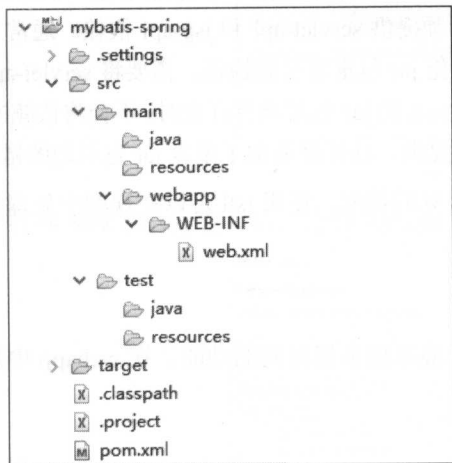 mybatis-spring
.settings
src
main
java
resources
webapp
WEB-INF
web.xml
test
java
resources
target
.classpath
.project
pom.xml